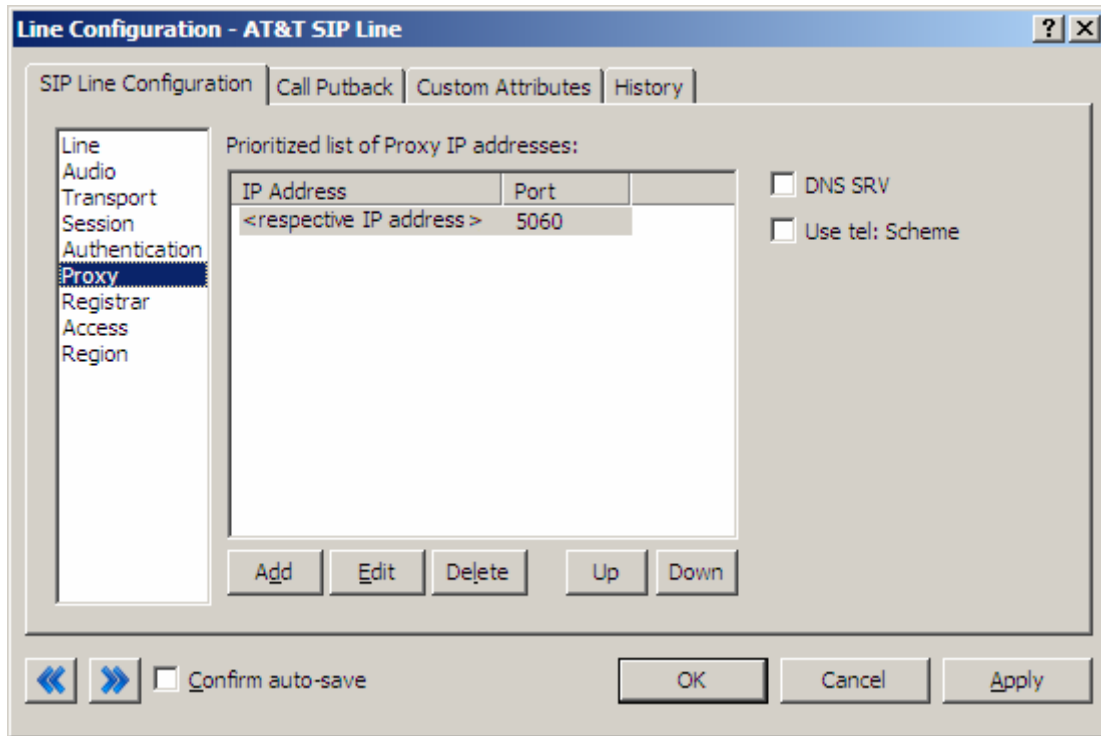 Line Configuration - AT&T SIP Line
SIP Line Configuration Call Putback Custom Attributes History
Line
Audio
Transport
Session
Authentication
Proxy
Registrar
Access
Region
Prioritized list of Proxy IP addresses:
IP Address Port
<respective IP address> 5060
DNS SRV
Use tel: Scheme
Add Edit Delete Up Down
Confirm auto-save OK Cancel Apply